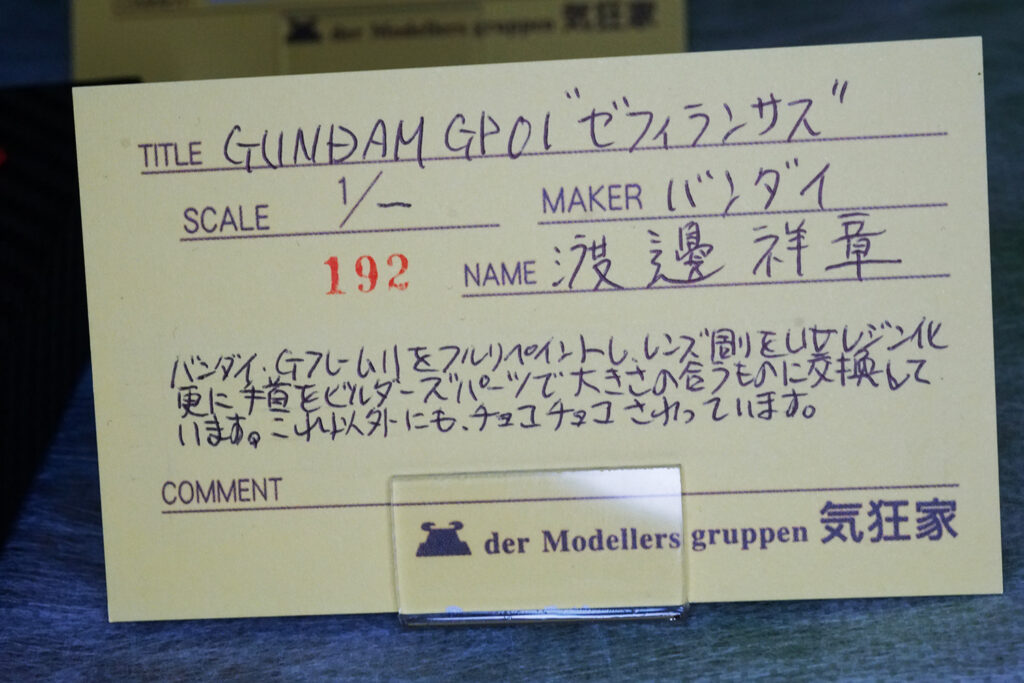 der Modellers gruppen 気狂家
TITLE GUNDAM GP01 "ゼフィランサス"
SCALE 1/ー MAKER バンダイ
192 NAME 渡邊 祥章
バンダイ、Gフレームリをフルリペイントし、レンズ部をUVレジン化
更に手首をビルダーズパーツで大きさの合うものに交換して
います。これ以外にも、チョコチョコさわっています。
COMMENT
der Modellers gruppen 気狂家